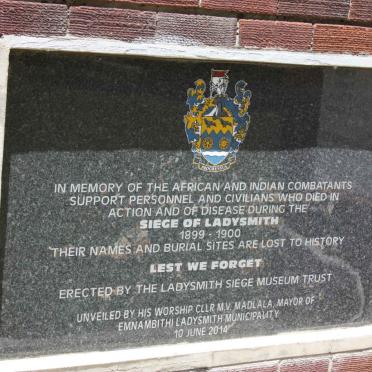 PROGREDIOR
IN MEMORY OF THE AFRICAN AND INDIAN COMBATANTS
SUPPORT PERSONNEL AND CIVILIANS WHO DIED IN
ACTION AND OF DISEASE DURING THE
SIEGE OF LADYSMITH
1899 - 1900
THEIR NAMES AND BURIAL SITES ARE LOST TO HISTORY
LEST WE FORGET
ERECTED BY THE LADYSMITH SIEGE MUSEUM TRUST
UNVEILED BY HIS WORSHIP CLLR M.V. MADLALA, MAYOR OF
EMNAMBITHI LADYSMITH MUNICIPALITY
10 JUNE 2014